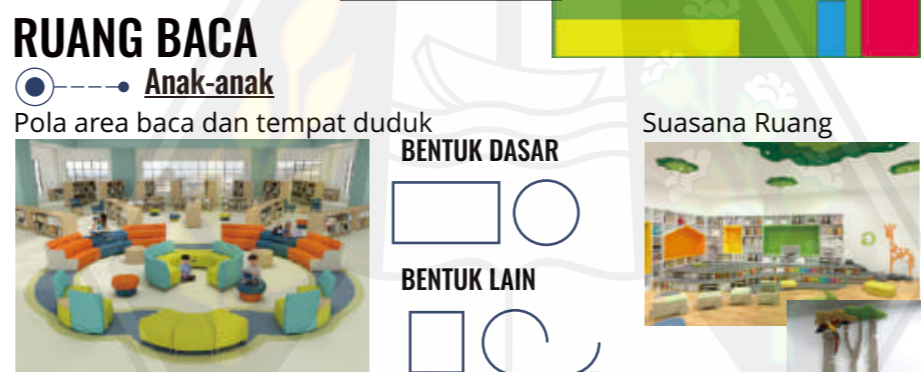 RUANG BACA
Anak-anak
Pola area baca dan tempat duduk
BENTUK DASAR
BENTUK LAIN
Suasana Ruang